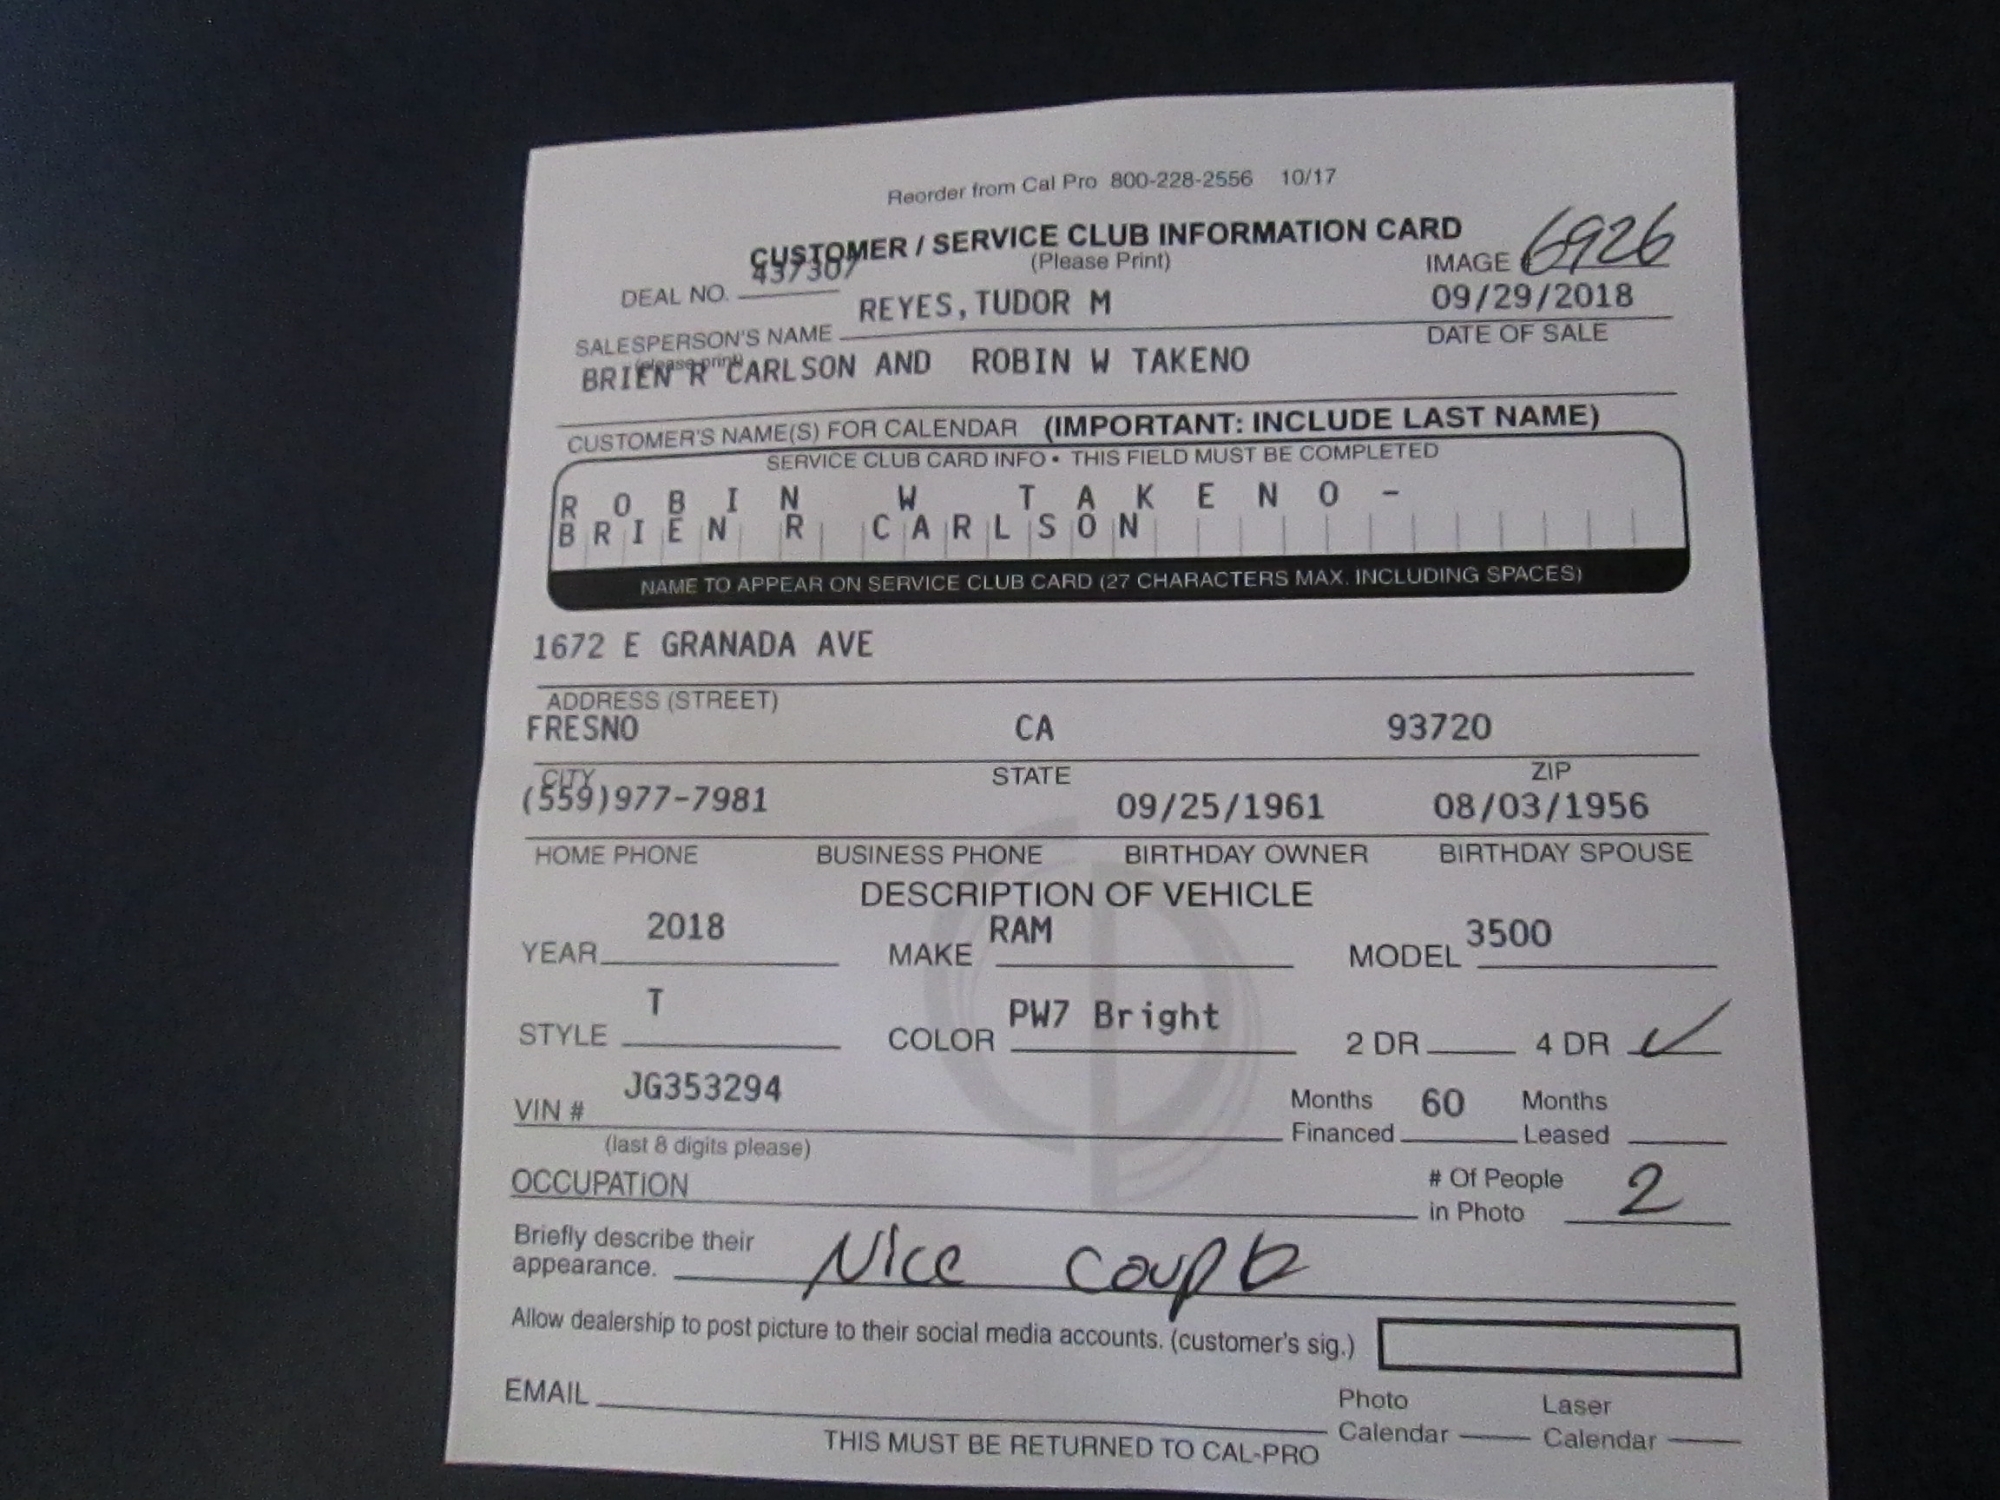 Reorder from Cal Pro 800-228-2556 10/17
CUSTOMER / SERVICE CLUB INFORMATION CARD
(Please Print)
IMAGE # 6926
DEAL NO. 437307
SALESPERSON'S NAME REYES,TUDOR M 09/29/2018
(please print) DATE OF SALE
BRIEN R CARLSON AND ROBIN W TAKENO
CUSTOMER'S NAME(S) FOR CALENDAR (IMPORTANT: INCLUDE LAST NAME)
SERVICE CLUB CARD INFO • THIS FIELD MUST BE COMPLETED
ROBIN W TAKENO-
BRIEN R CARLSON
NAME TO APPEAR ON SERVICE CLUB CARD (27 CHARACTERS MAX. INCLUDING SPACES)
1672 E GRANADA AVE
ADDRESS (STREET)
FRESNO CA 93720
CITY STATE ZIP
(559)977-7981 09/25/1961 08/03/1956
HOME PHONE BUSINESS PHONE BIRTHDAY OWNER BIRTHDAY SPOUSE
DESCRIPTION OF VEHICLE
YEAR 2018 MAKE RAM MODEL 3500
STYLE T COLOR PW7 Bright 2 DR 4 DR ✓
VIN # JG353294 Months Financed 60 Months Leased
(last 8 digits please)
OCCUPATION # Of People in Photo 2
Briefly describe their appearance. Nice coup
Allow dealership to post picture to their social media accounts. (customer's sig.)
EMAIL Photo Calendar Laser Calendar
THIS MUST BE RETURNED TO CAL-PRO